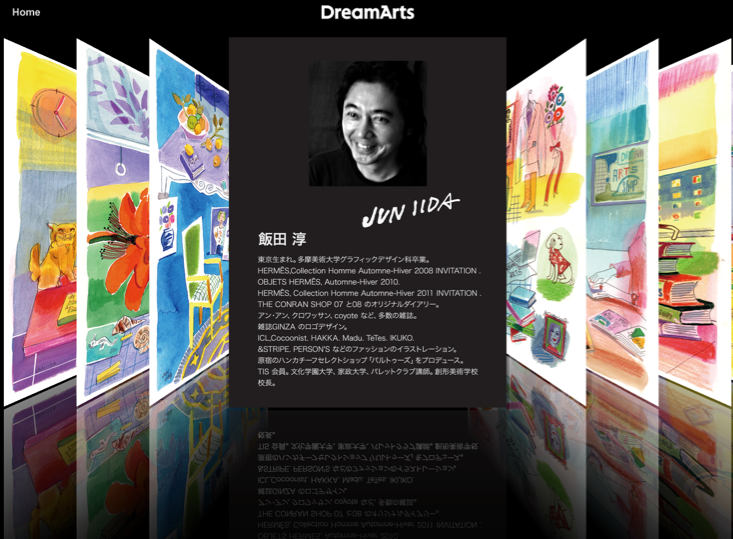 Home
DreamArts
JUN IIDA
飯田 淳
東京生まれ。多摩美術大学グラフィックデザイン科卒業。
HERMÈS,Collection Homme Automne-Hiver 2008 INVITATION .
OBJETS HERMÈS, Automne-Hiver 2010.
HERMÈS, Collection Homme Automne-Hiver 2011 INVITATION .
THE CONRAN SHOP 07 と08 のオリジナルダイアリー。
アン・アン、クロワッサン、coyote など、多数の雑誌。
雑誌GINZA のロゴデザイン。
ICL,Cocoonist. HAKKA. Madu. TeTes. IKUKO.
&STRIPE. PERSON'S などのファッションのイラストレーション。
原宿のハンカチーフセレクトショップ「バルトゥーズ」をプロデュース。
TIS 会員。文化学園大学、家政大学、パレットクラブ講師。創形美術学校
校長。